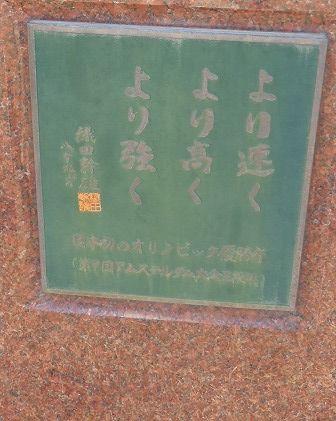 より速く
より高く
より強く
織田幹雄
日本初のオリンピック優勝者
(第9回アムステルダム大会三段跳)